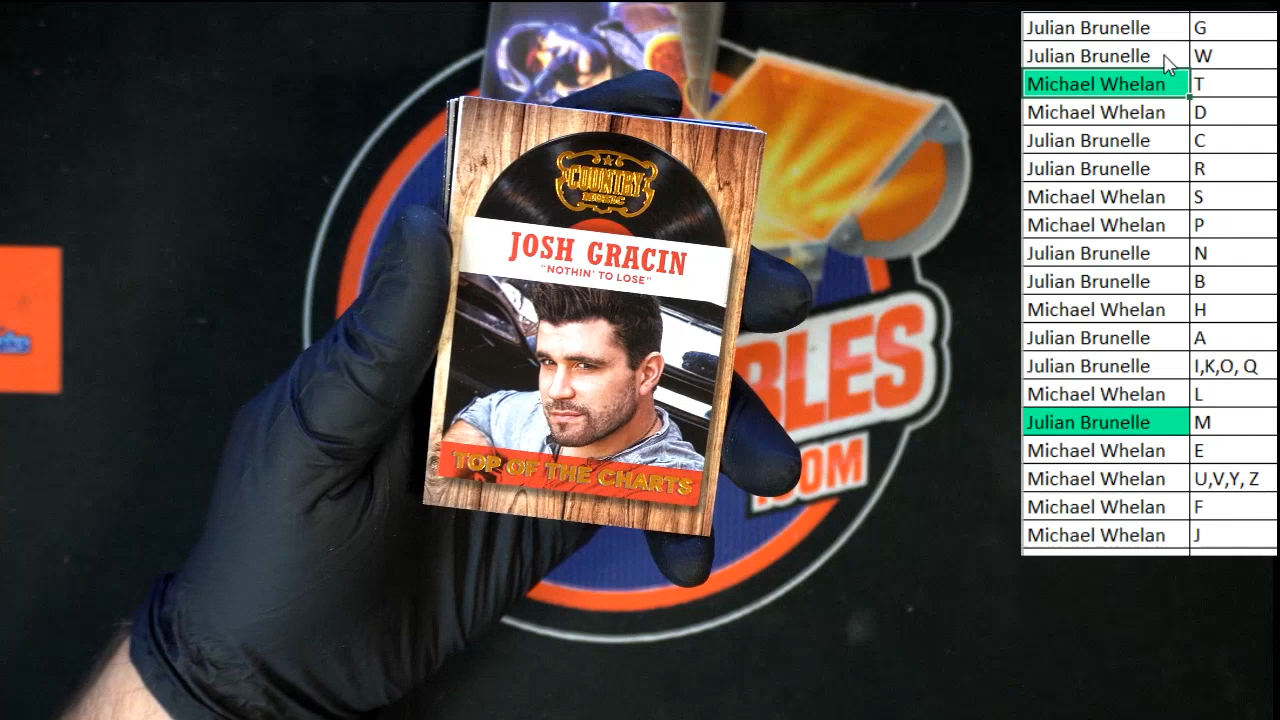 COUNTRY
MUSIC
JOSH GRACIN
"NOTHIN' TO LOSE"
TOP OF THE CHARTS
BLES
.COM
Julian Brunelle G
Julian Brunelle W
Michael Whelan T
Michael Whelan D
Julian Brunelle C
Julian Brunelle R
Michael Whelan S
Michael Whelan P
Julian Brunelle N
Julian Brunelle B
Michael Whelan H
Julian Brunelle A
Julian Brunelle I,K,O, Q
Michael Whelan L
Julian Brunelle M
Michael Whelan E
Michael Whelan U,V,Y, Z
Michael Whelan F
Michael Whelan J